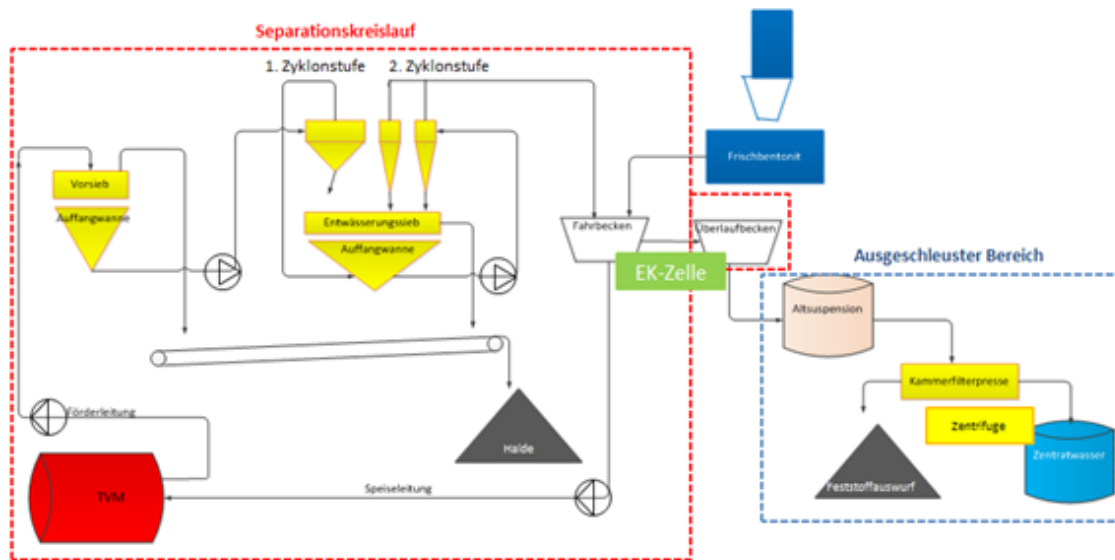 Separationskreislauf
1. Zyklonstufe
2. Zyklonstufe
Vorsieb
Auffangwanne
Entwässerungssieb
Auffangwanne
Frischbentonit
Fahrbecken
Überlaufbecken
EK-Zelle
Ausgeschleuster Bereich
Altsuspension
Kammerfilterpresse
Zentrifuge
Feststoffauswurf
Zentratwasser
Förderleitung
Halde
TVM
Speiseleitung